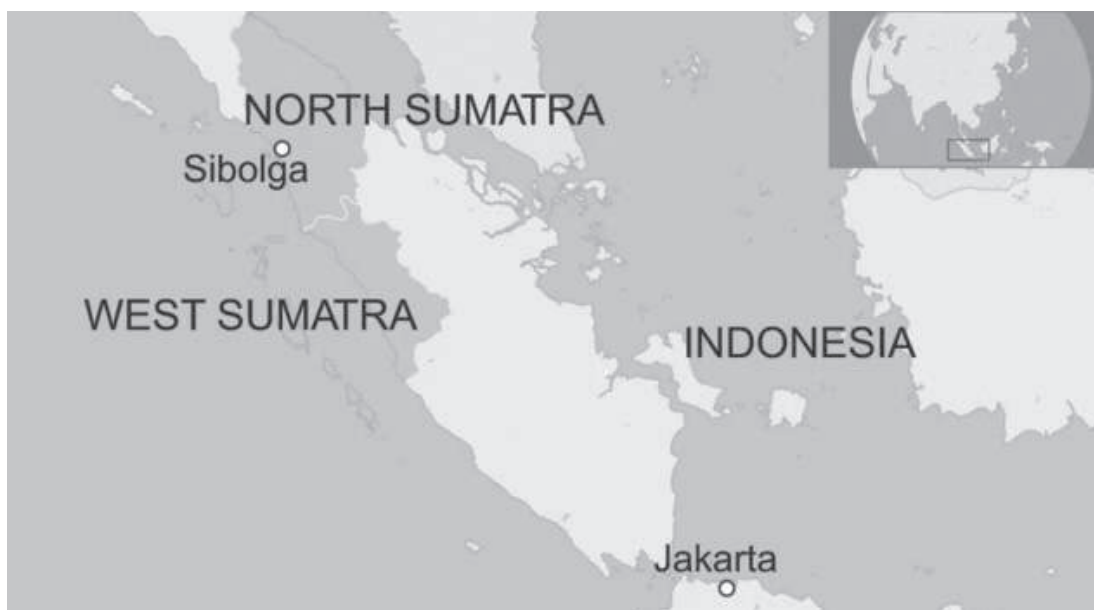 NORTH SUMATRA
Sibolga
WEST SUMATRA
INDONESIA
Jakarta